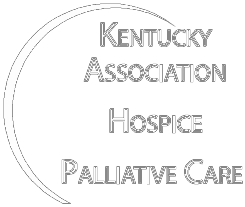 KENTUCKY
ASSOCIATION
HOSPICE
PALLIATIVE CARE